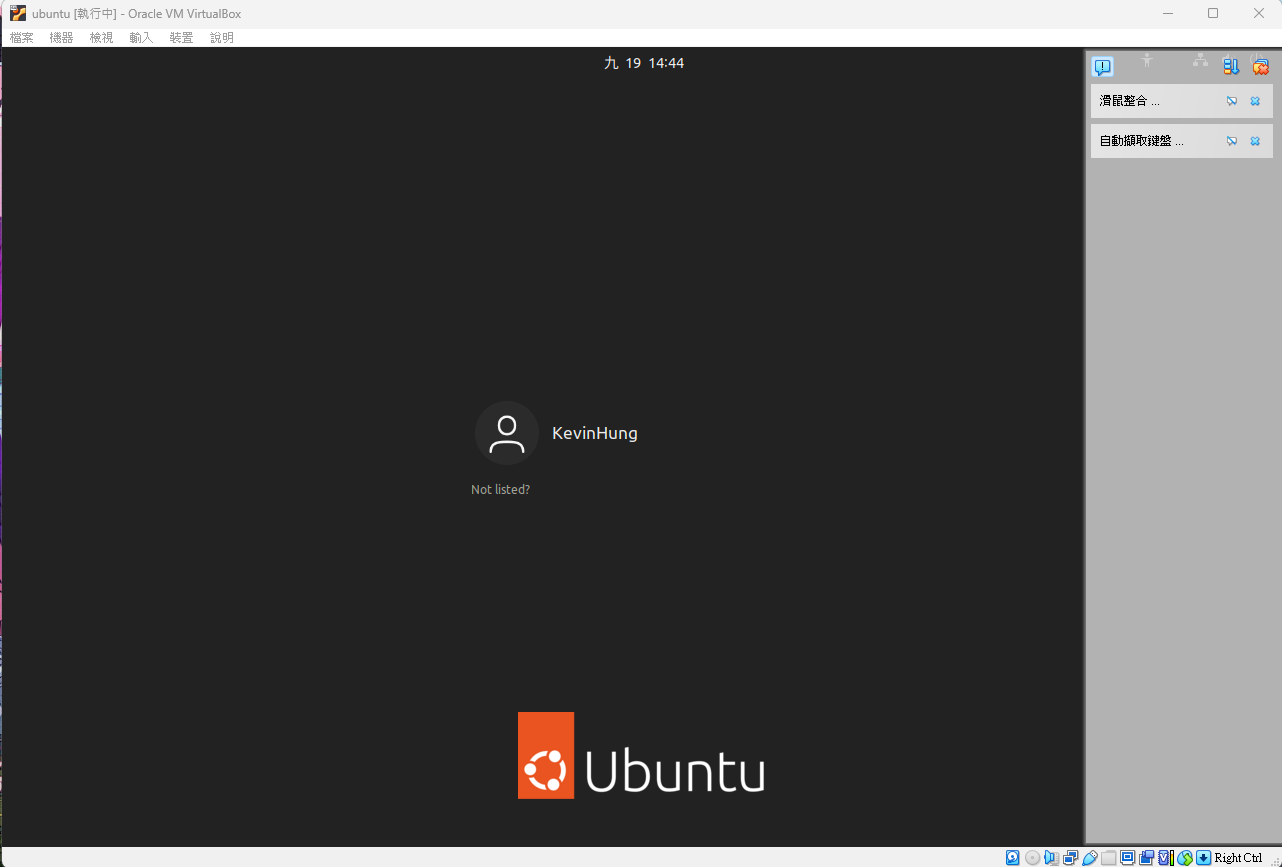 ubuntu [執行中] - Oracle VM VirtualBox
檔案 機器 檢視 輸入 裝置 說明
九 19 14:44
滑鼠整合 ...
自動擷取鍵盤 ...
KevinHung
Not listed?
Ubuntu
Right Ctrl